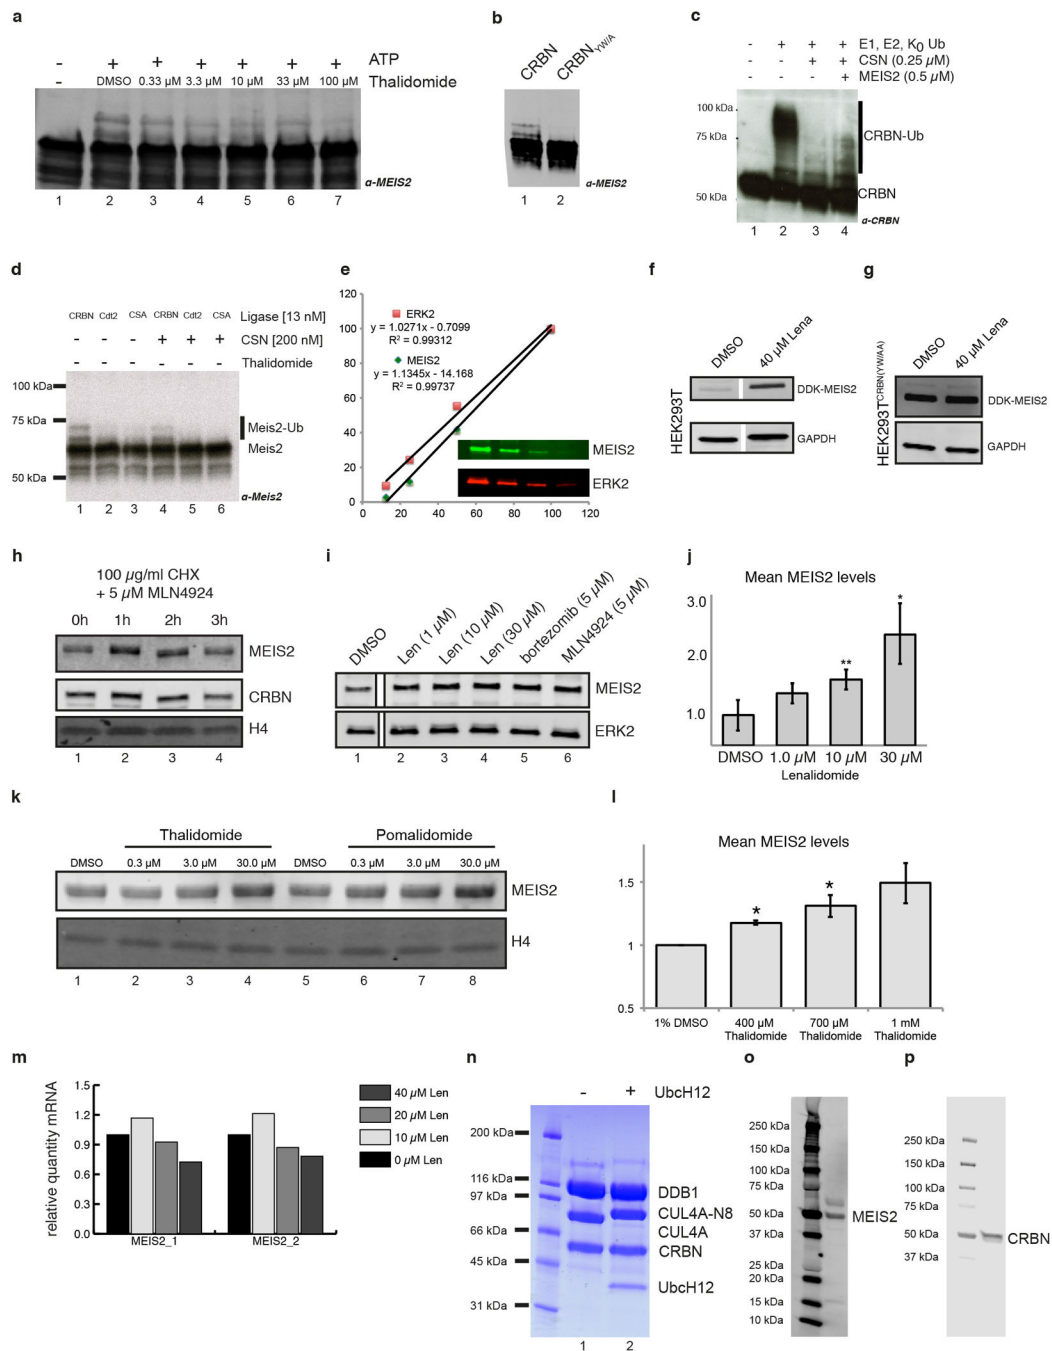 a
- + + + + + + ATP
- DMSO 0.33 µM 3.3 µM 10 µM 33 µM 100 µM Thalidomide
α-MEIS2
1 2 3 4 5 6 7
b
CRBN CRBNYW/A
α-MEIS2
1 2
c
- + + + E1, E2, K0 Ub
- - + + CSN (0.25 µM)
- - - + MEIS2 (0.5 µM)
100 kDa
75 kDa
CRBN-Ub
50 kDa
CRBN
α-CRBN
1 2 3 4
d
CRBN Cdt2 CSA CRBN Cdt2 CSA Ligase [13 nM]
- - - + + + CSN [200 nM]
- - - - - - Thalidomide
100 kDa
75 kDa
Meis2-Ub
Meis2
50 kDa
α-Meis2
1 2 3 4 5 6
e
120
100
80
60
40
20
0
ERK2
y = 1.0271x - 0.7099
R² = 0.99312
MEIS2
y = 1.1345x - 14.168
R² = 0.99737
MEIS2
ERK2
0 20 40 60 80 100 120
f
DMSO 40 µM Lena
HEK293T
DDK-MEIS2
GAPDH
g
DMSO 40 µM Lena
HEK293TCRBN(YW/AA)
DDK-MEIS2
GAPDH
h
100 µg/ml CHX
+ 5 µM MLN4924
0h 1h 2h 3h
MEIS2
CRBN
H4
1 2 3 4
i
DMSO Len (1 µM) Len (10 µM) Len (30 µM) bortezomib (5 µM) MLN4924 (5 µM)
MEIS2
ERK2
1 2 3 4 5 6
j
Mean MEIS2 levels
3.0
2.0
1.0
** *
DMSO 1.0 µM 10 µM 30 µM
Lenalidomide
k
Thalidomide Pomalidomide
DMSO 0.3 µM 3.0 µM 30.0 µM DMSO 0.3 µM 3.0 µM 30.0 µM
MEIS2
H4
1 2 3 4 5 6 7 8
l
Mean MEIS2 levels
1.5
1
0.5
* *
1% DMSO 400 µM 700 µM 1 mM
Thalidomide Thalidomide Thalidomide
m
relative quantity mRNA
1.5
1.2
0.9
0.6
0.3
0.0
MEIS2_1 MEIS2_2
40 µM Len
20 µM Len
10 µM Len
0 µM Len
n
- + UbcH12
200 kDa
116 kDa
97 kDa
66 kDa
45 kDa
31 kDa
DDB1
CUL4A-N8
CUL4A
CRBN
UbcH12
1 2
o
250 kDa
150 kDa
100 kDa
75 kDa
50 kDa
37 kDa
25 kDa
20 kDa
15 kDa
10 kDa
MEIS2
p
250 kDa
150 kDa
100 kDa
75 kDa
50 kDa
37 kDa
CRBN